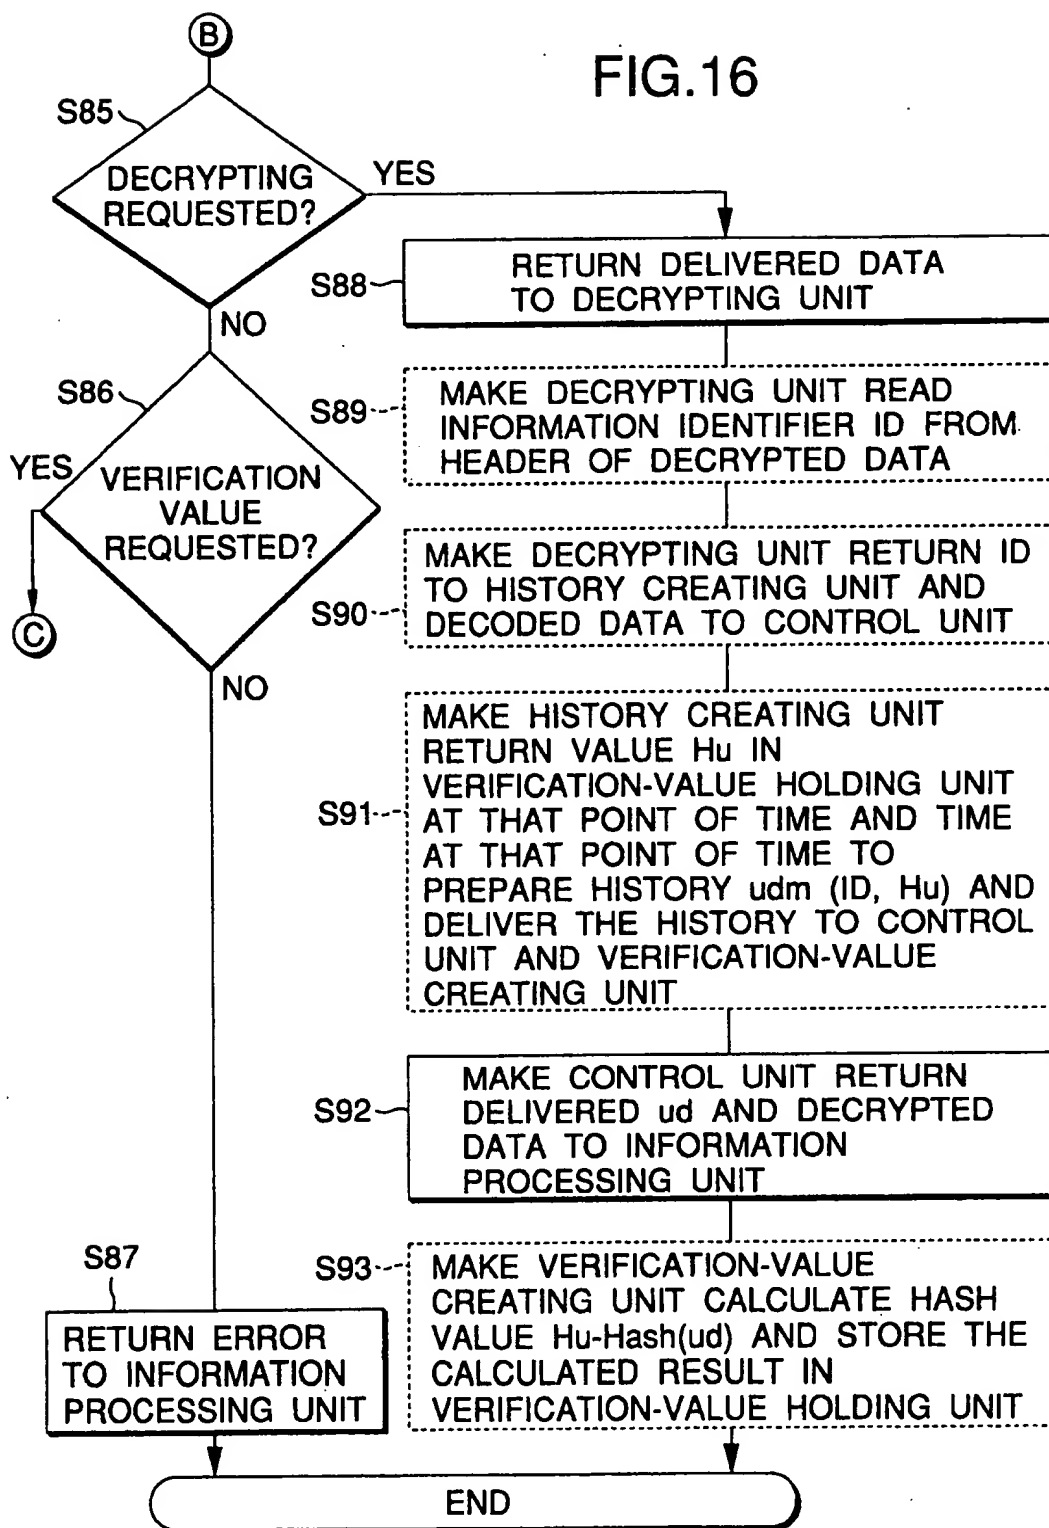 B
FIG.16
S85
DECRYPTING
REQUESTED?
YES
NO
S88
RETURN DELIVERED DATA
TO DECRYPTING UNIT
S86
YES
VERIFICATION
VALUE
REQUESTED?
C
NO
S89
MAKE DECRYPTING UNIT READ
INFORMATION IDENTIFIER ID FROM
HEADER OF DECRYPTED DATA
S90
MAKE DECRYPTING UNIT RETURN ID
TO HISTORY CREATING UNIT AND
DECODED DATA TO CONTROL UNIT
S91
MAKE HISTORY CREATING UNIT
RETURN VALUE Hu IN
VERIFICATION-VALUE HOLDING UNIT
AT THAT POINT OF TIME AND TIME
AT THAT POINT OF TIME TO
PREPARE HISTORY udm (ID, Hu) AND
DELIVER THE HISTORY TO CONTROL
UNIT AND VERIFICATION-VALUE
CREATING UNIT
S92
MAKE CONTROL UNIT RETURN
DELIVERED ud AND DECRYPTED
DATA TO INFORMATION
PROCESSING UNIT
S87
RETURN ERROR
TO INFORMATION
PROCESSING UNIT
S93
MAKE VERIFICATION-VALUE
CREATING UNIT CALCULATE HASH
VALUE Hu-Hash(ud) AND STORE THE
CALCULATED RESULT IN
VERIFICATION-VALUE HOLDING UNIT
END